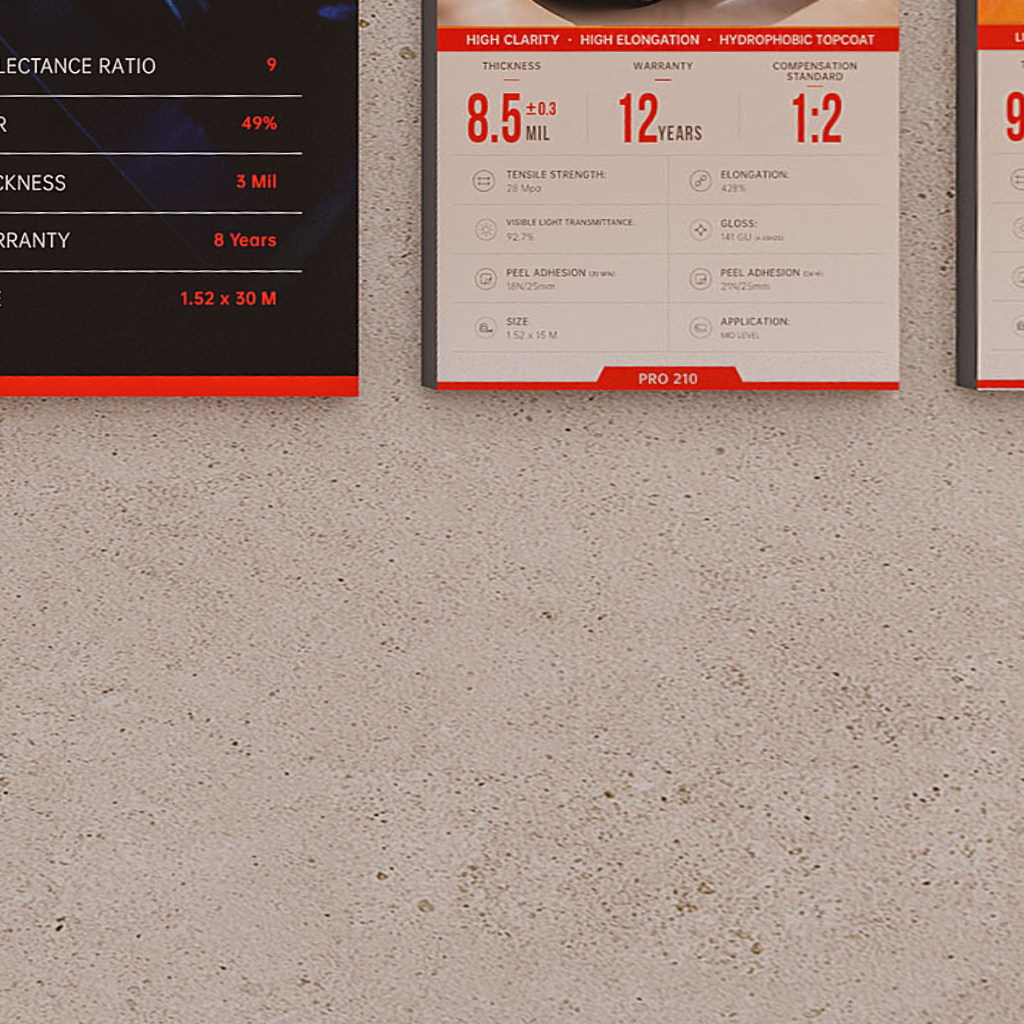 LECTANCE RATIO 9
R 49%
CKNESS 3 Mil
RRANTY 8 Years
E 1.52 x 30 M
HIGH CLARITY · HIGH ELONGATION · HYDROPHOBIC TOPCOAT
THICKNESS
8.5 ±0.3 MIL
WARRANTY
12 YEARS
COMPENSATION
STANDARD
1:2
TENSILE STRENGTH:
28 Mpa
ELONGATION:
428%
VISIBLE LIGHT TRANSMITTANCE:
92.7%
GLOSS:
141 GU
PEEL ADHESION
18N/25mm
PEEL ADHESION
21N/25mm
SIZE:
1.52 x 15 M
APPLICATION:
MID LEVEL
PRO 210
9